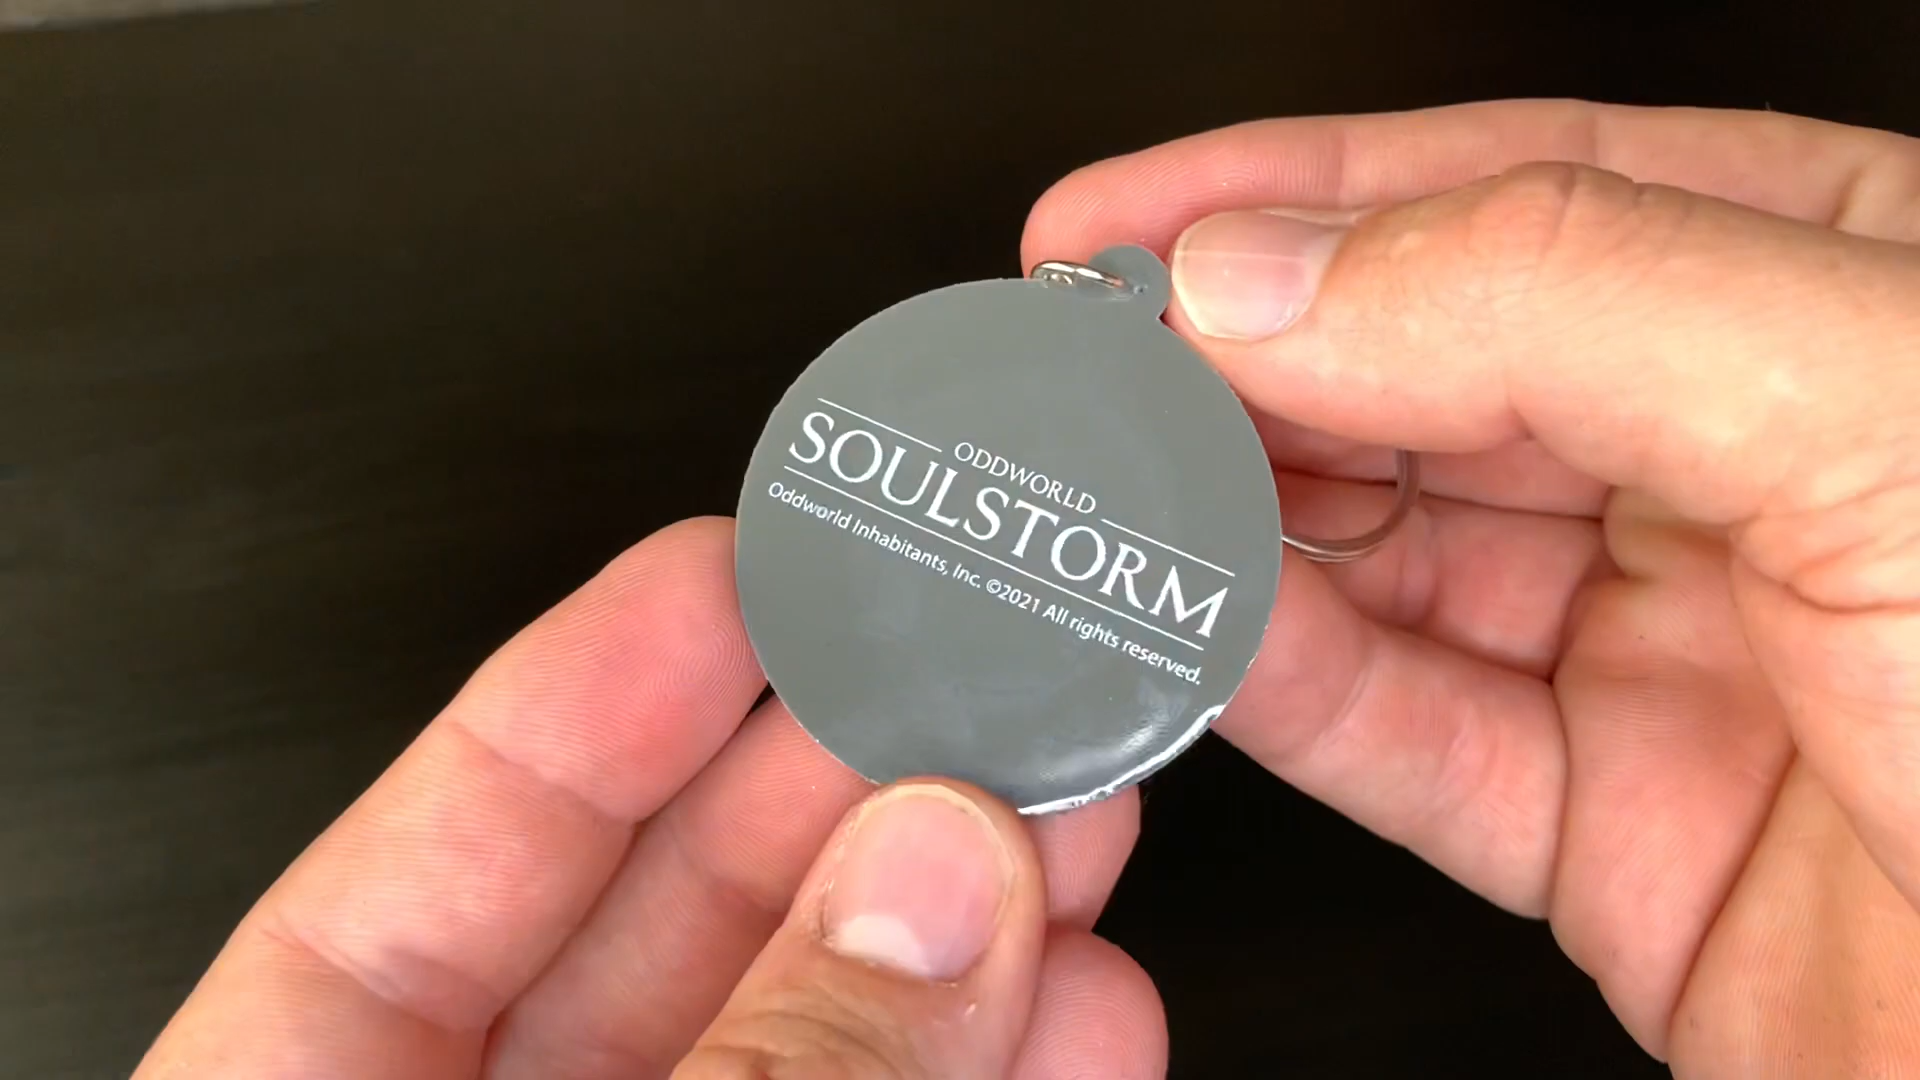 ODDWORLD
SOULSTORM
Oddworld Inhabitants, Inc. ©2021 All rights reserved.